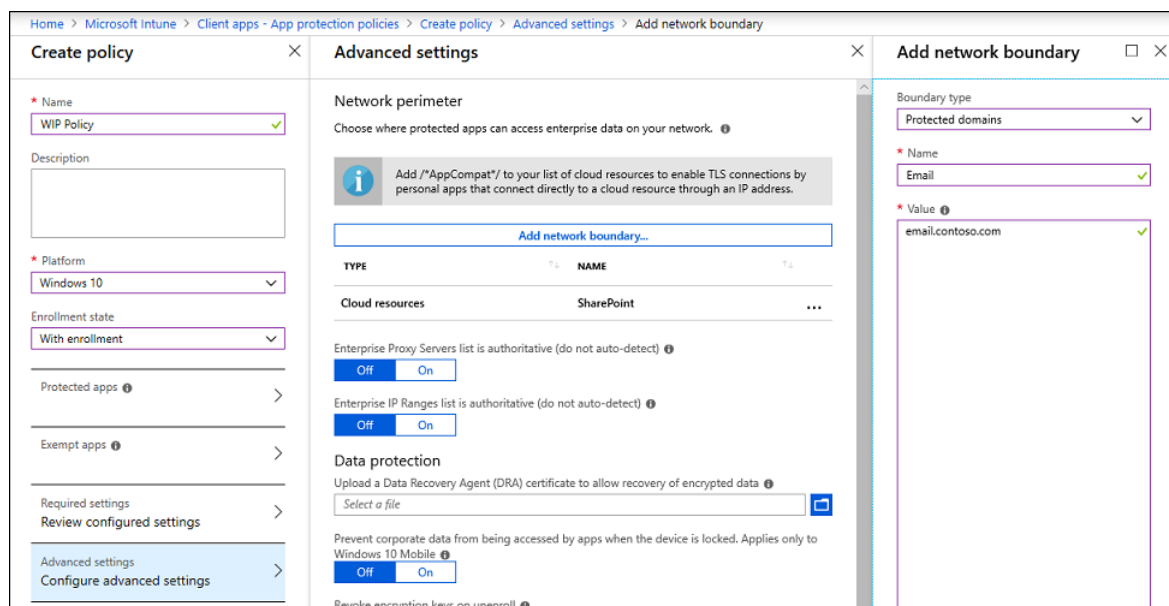 Home > Microsoft Intune > Client apps - App protection policies > Create policy > Advanced settings > Add network boundary
Create policy
* Name
WIP Policy
Description
* Platform
Windows 10
Enrollment state
With enrollment
Protected apps
Exempt apps
Required settings
Review configured settings
Advanced settings
Configure advanced settings
Advanced settings
Network perimeter
Choose where protected apps can access enterprise data on your network.
Add /*AppCompat*/ to your list of cloud resources to enable TLS connections by
personal apps that connect directly to a cloud resource through an IP address.
Add network boundary...
TYPE NAME
Cloud resources SharePoint ...
Enterprise Proxy Servers list is authoritative (do not auto-detect)
Off On
Enterprise IP Ranges list is authoritative (do not auto-detect)
Off On
Data protection
Upload a Data Recovery Agent (DRA) certificate to allow recovery of encrypted data
Select a file
Prevent corporate data from being accessed by apps when the device is locked. Applies only to
Windows 10 Mobile
Off On
Revoke encryption keys on unenroll
Add network boundary
Boundary type
Protected domains
* Name
Email
* Value
email.contoso.com